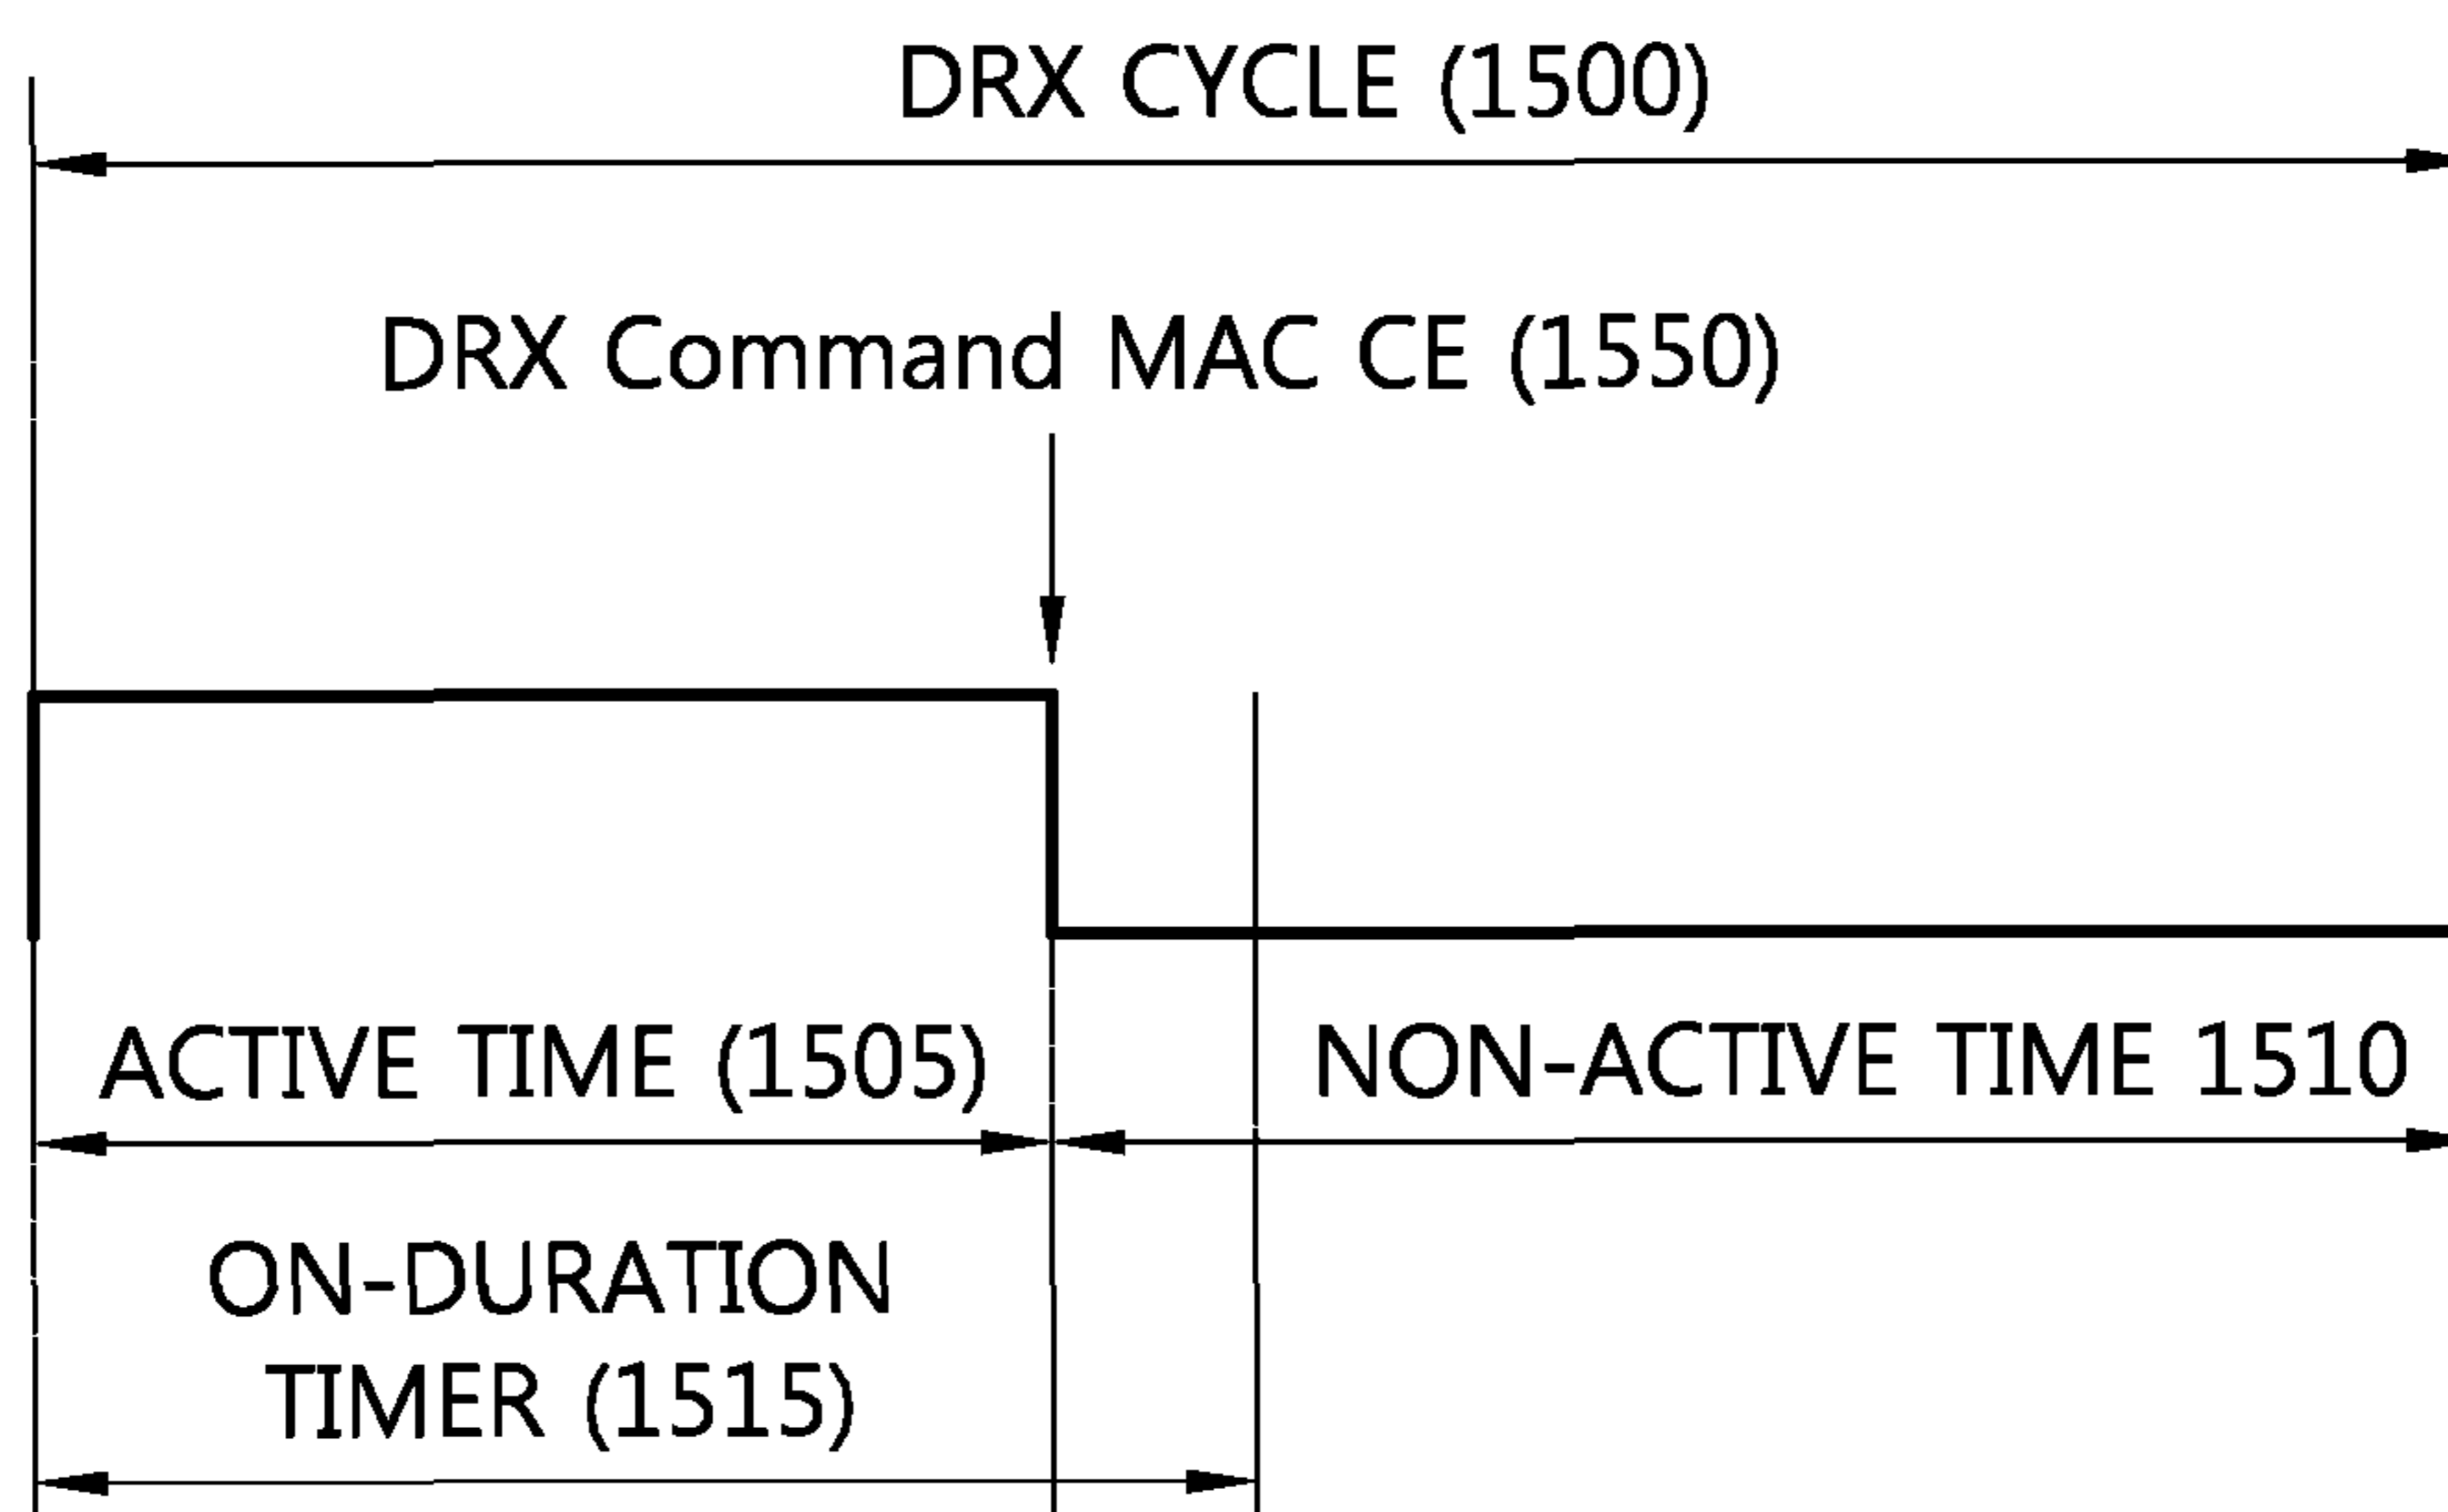 DRX CYCLE (1500)
DRX Command MAC CE (1550)
ACTIVE TIME (1505)
NON-ACTIVE TIME 1510
ON-DURATION
TIMER (1515)